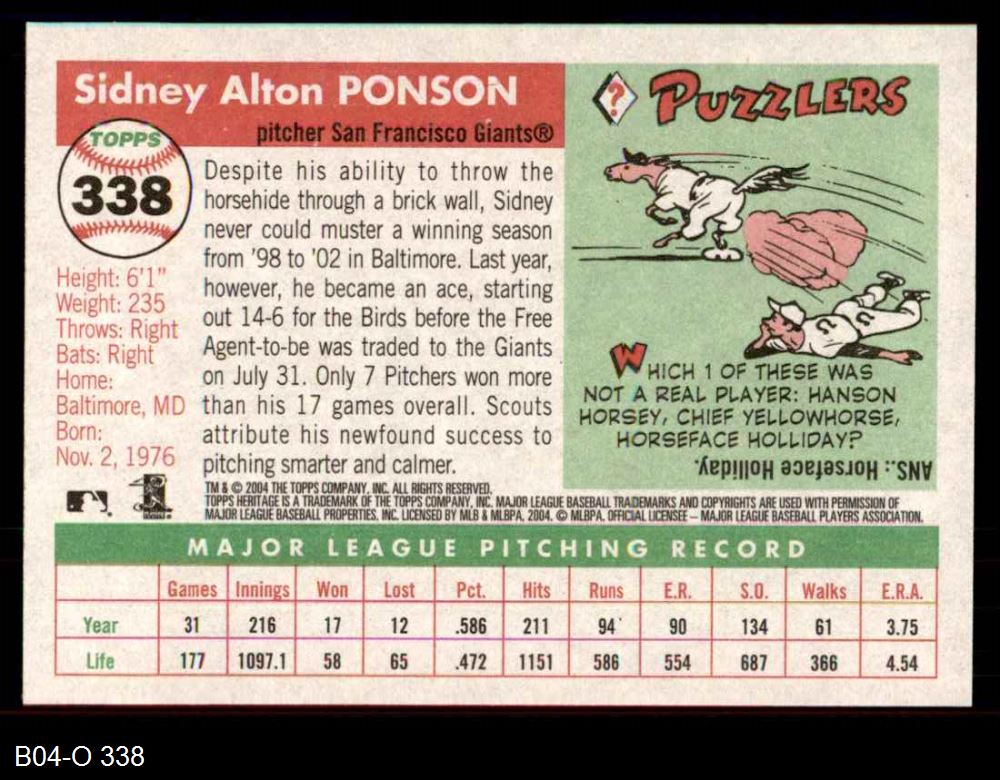 Sidney Alton PONSON
pitcher San Francisco Giants®
TOPPS
338
Height: 6'1"
Weight: 235
Throws: Right
Bats: Right
Home:
Baltimore, MD
Born:
Nov. 2, 1976
Despite his ability to throw the
horsehide through a brick wall, Sidney
never could muster a winning season
from '98 to '02 in Baltimore. Last year,
however, he became an ace, starting
out 14-6 for the Birds before the Free
Agent-to-be was traded to the Giants
on July 31. Only 7 Pitchers won more
than his 17 games overall. Scouts
attribute his newfound success to
pitching smarter and calmer.
? PUZZLERS
WHICH 1 OF THESE WAS
NOT A REAL PLAYER: HANSON
HORSEY, CHIEF YELLOWHORSE,
HORSEFACE HOLLIDAY?
ANS.: Horseface Holliday.
TM & © 2004 THE TOPPS COMPANY, INC. ALL RIGHTS RESERVED.
TOPPS HERITAGE IS A TRADEMARK OF THE TOPPS COMPANY, INC. MAJOR LEAGUE BASEBALL TRADEMARKS AND COPYRIGHTS ARE USED WITH PERMISSION OF
MAJOR LEAGUE BASEBALL PROPERTIES, INC. LICENSED BY MLB & MLBPA, 2004. © MLBPA. OFFICIAL LICENSEE – MAJOR LEAGUE BASEBALL PLAYERS ASSOCIATION.
MAJOR LEAGUE PITCHING RECORD
Games Innings Won Lost Pct. Hits Runs E.R. S.O. Walks E.R.A.
Year 31 216 17 12 .586 211 94 90 134 61 3.75
Life 177 1097.1 58 65 .472 1151 586 554 687 366 4.54
B04-O 338